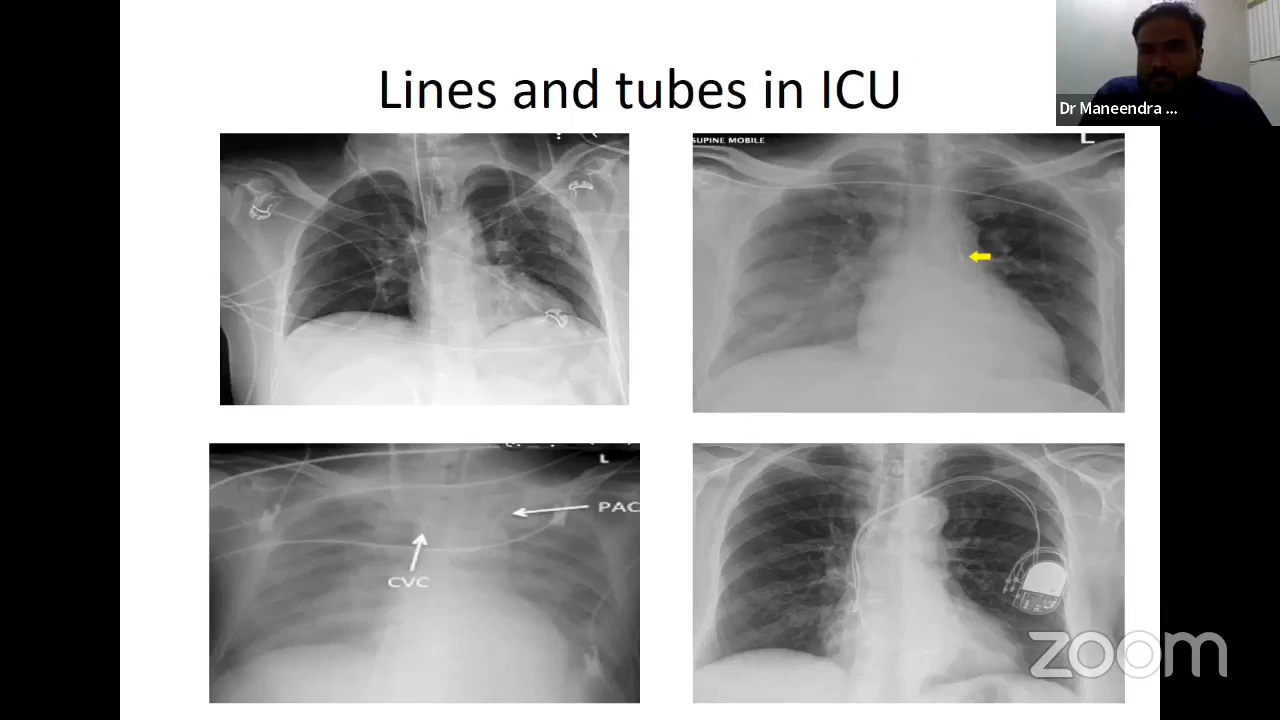 Lines and tubes in ICU
Dr Maneendra ...
SUPINE MOBILE
L
L
PAC
CVC
zoom